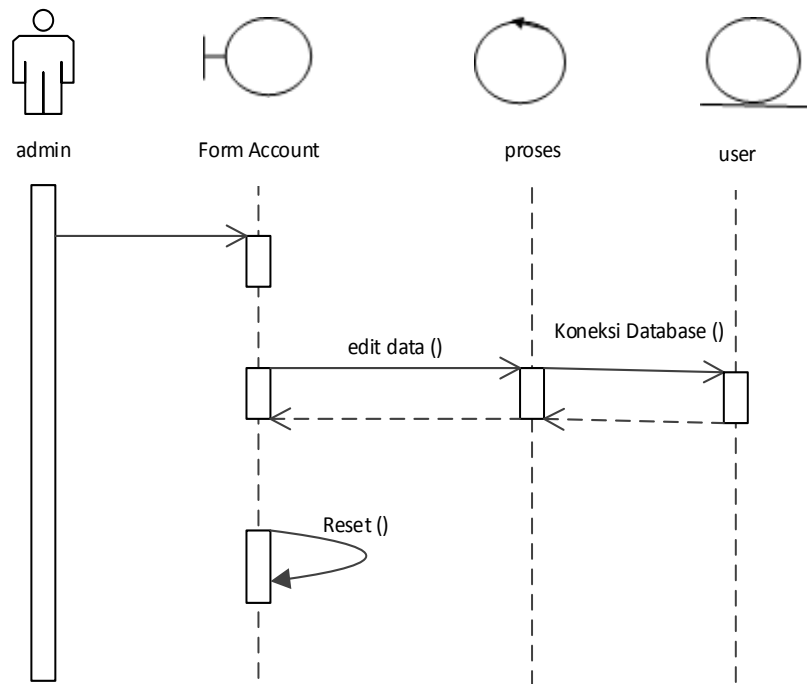 admin
Form Account
proses
user
Koneksi Database ()
edit data ()
Reset ()